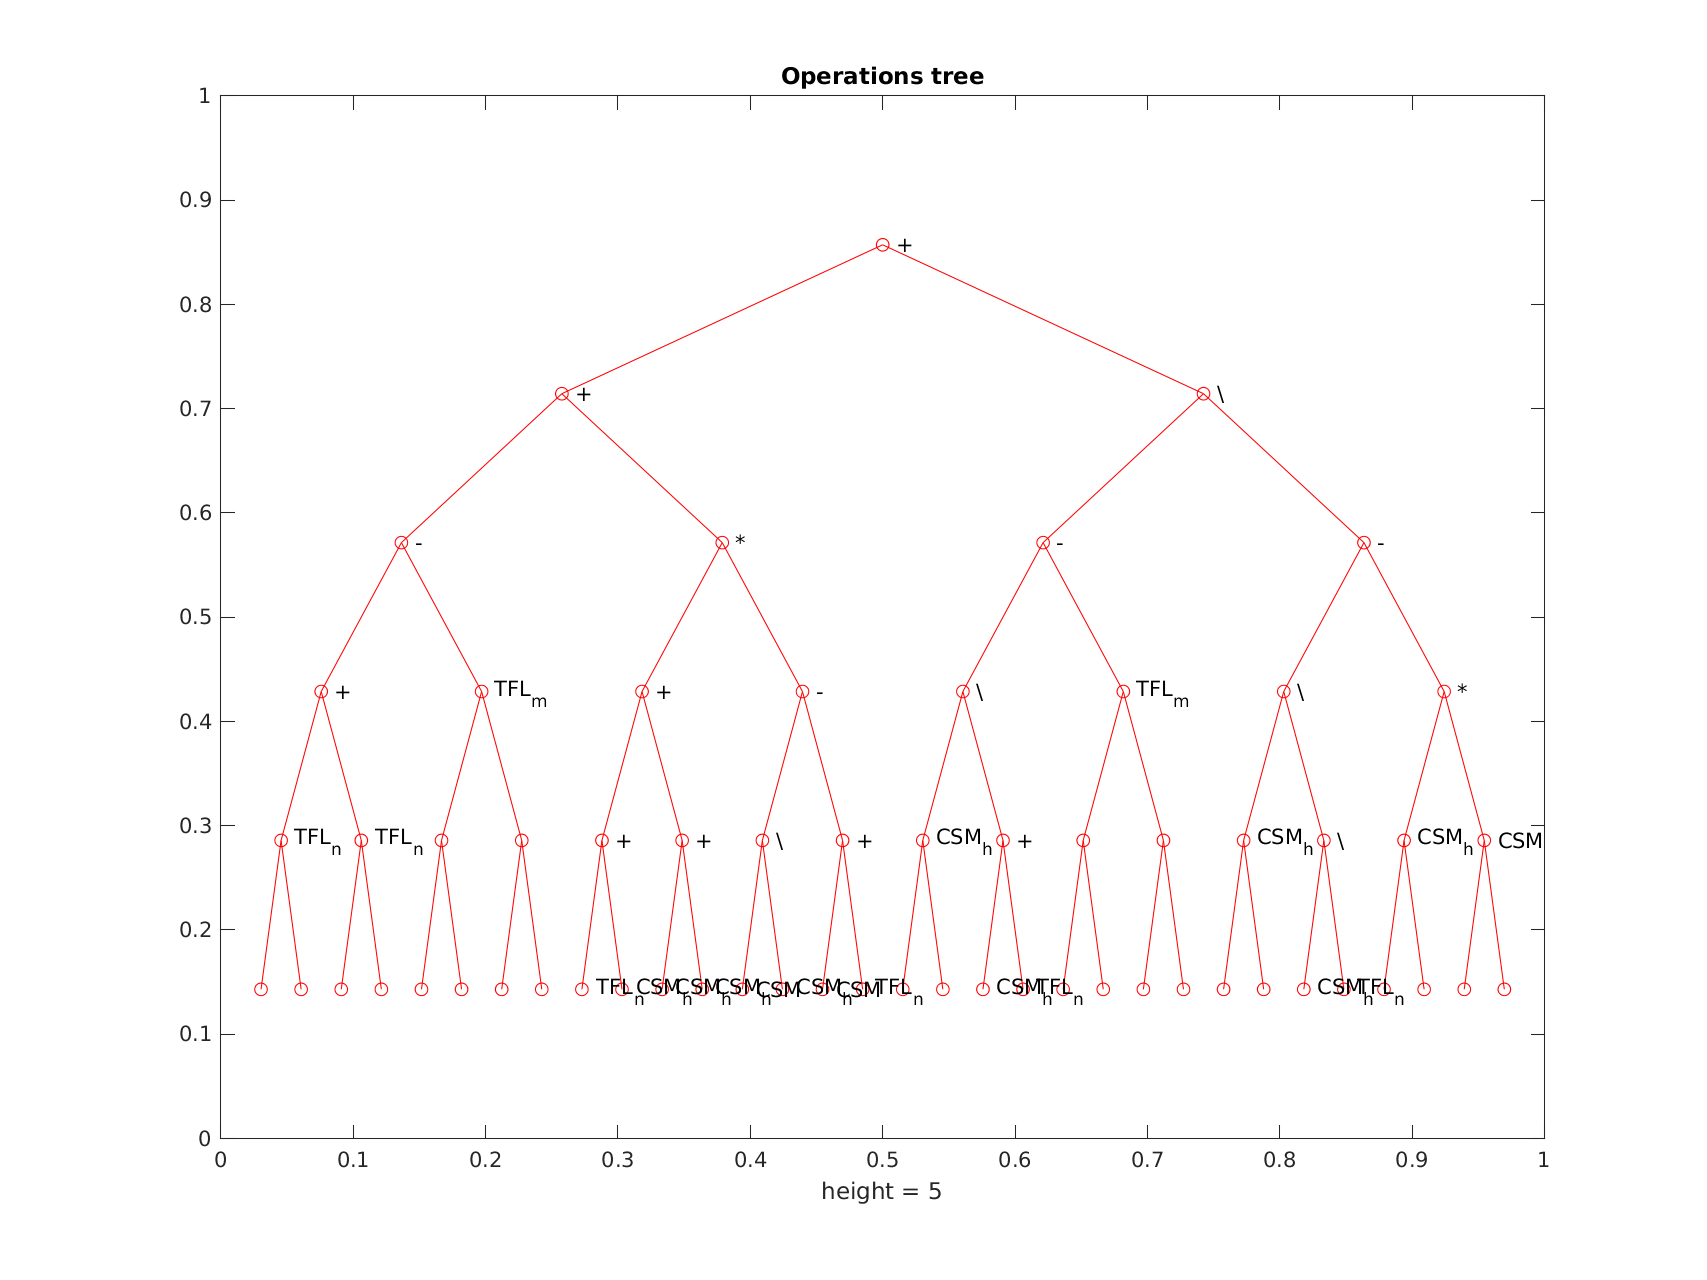 Operations tree
1
0.9
+
0.8
+ \
0.7
0.6
- * - -
0.5
+ TFL_m + - \ TFL_m \ *
0.4
0.3
TFL_n TFL_n + + \ + CSM_h + CSM_h \ CSM_h CSM
0.2
TFL_n CSM_h CSM_h CSM_h CSM CSM_h CSM TFL_n CSM_h TFL_n CSM_h TFL_n
0.1
0
0 0.1 0.2 0.3 0.4 0.5 0.6 0.7 0.8 0.9 1
height = 5